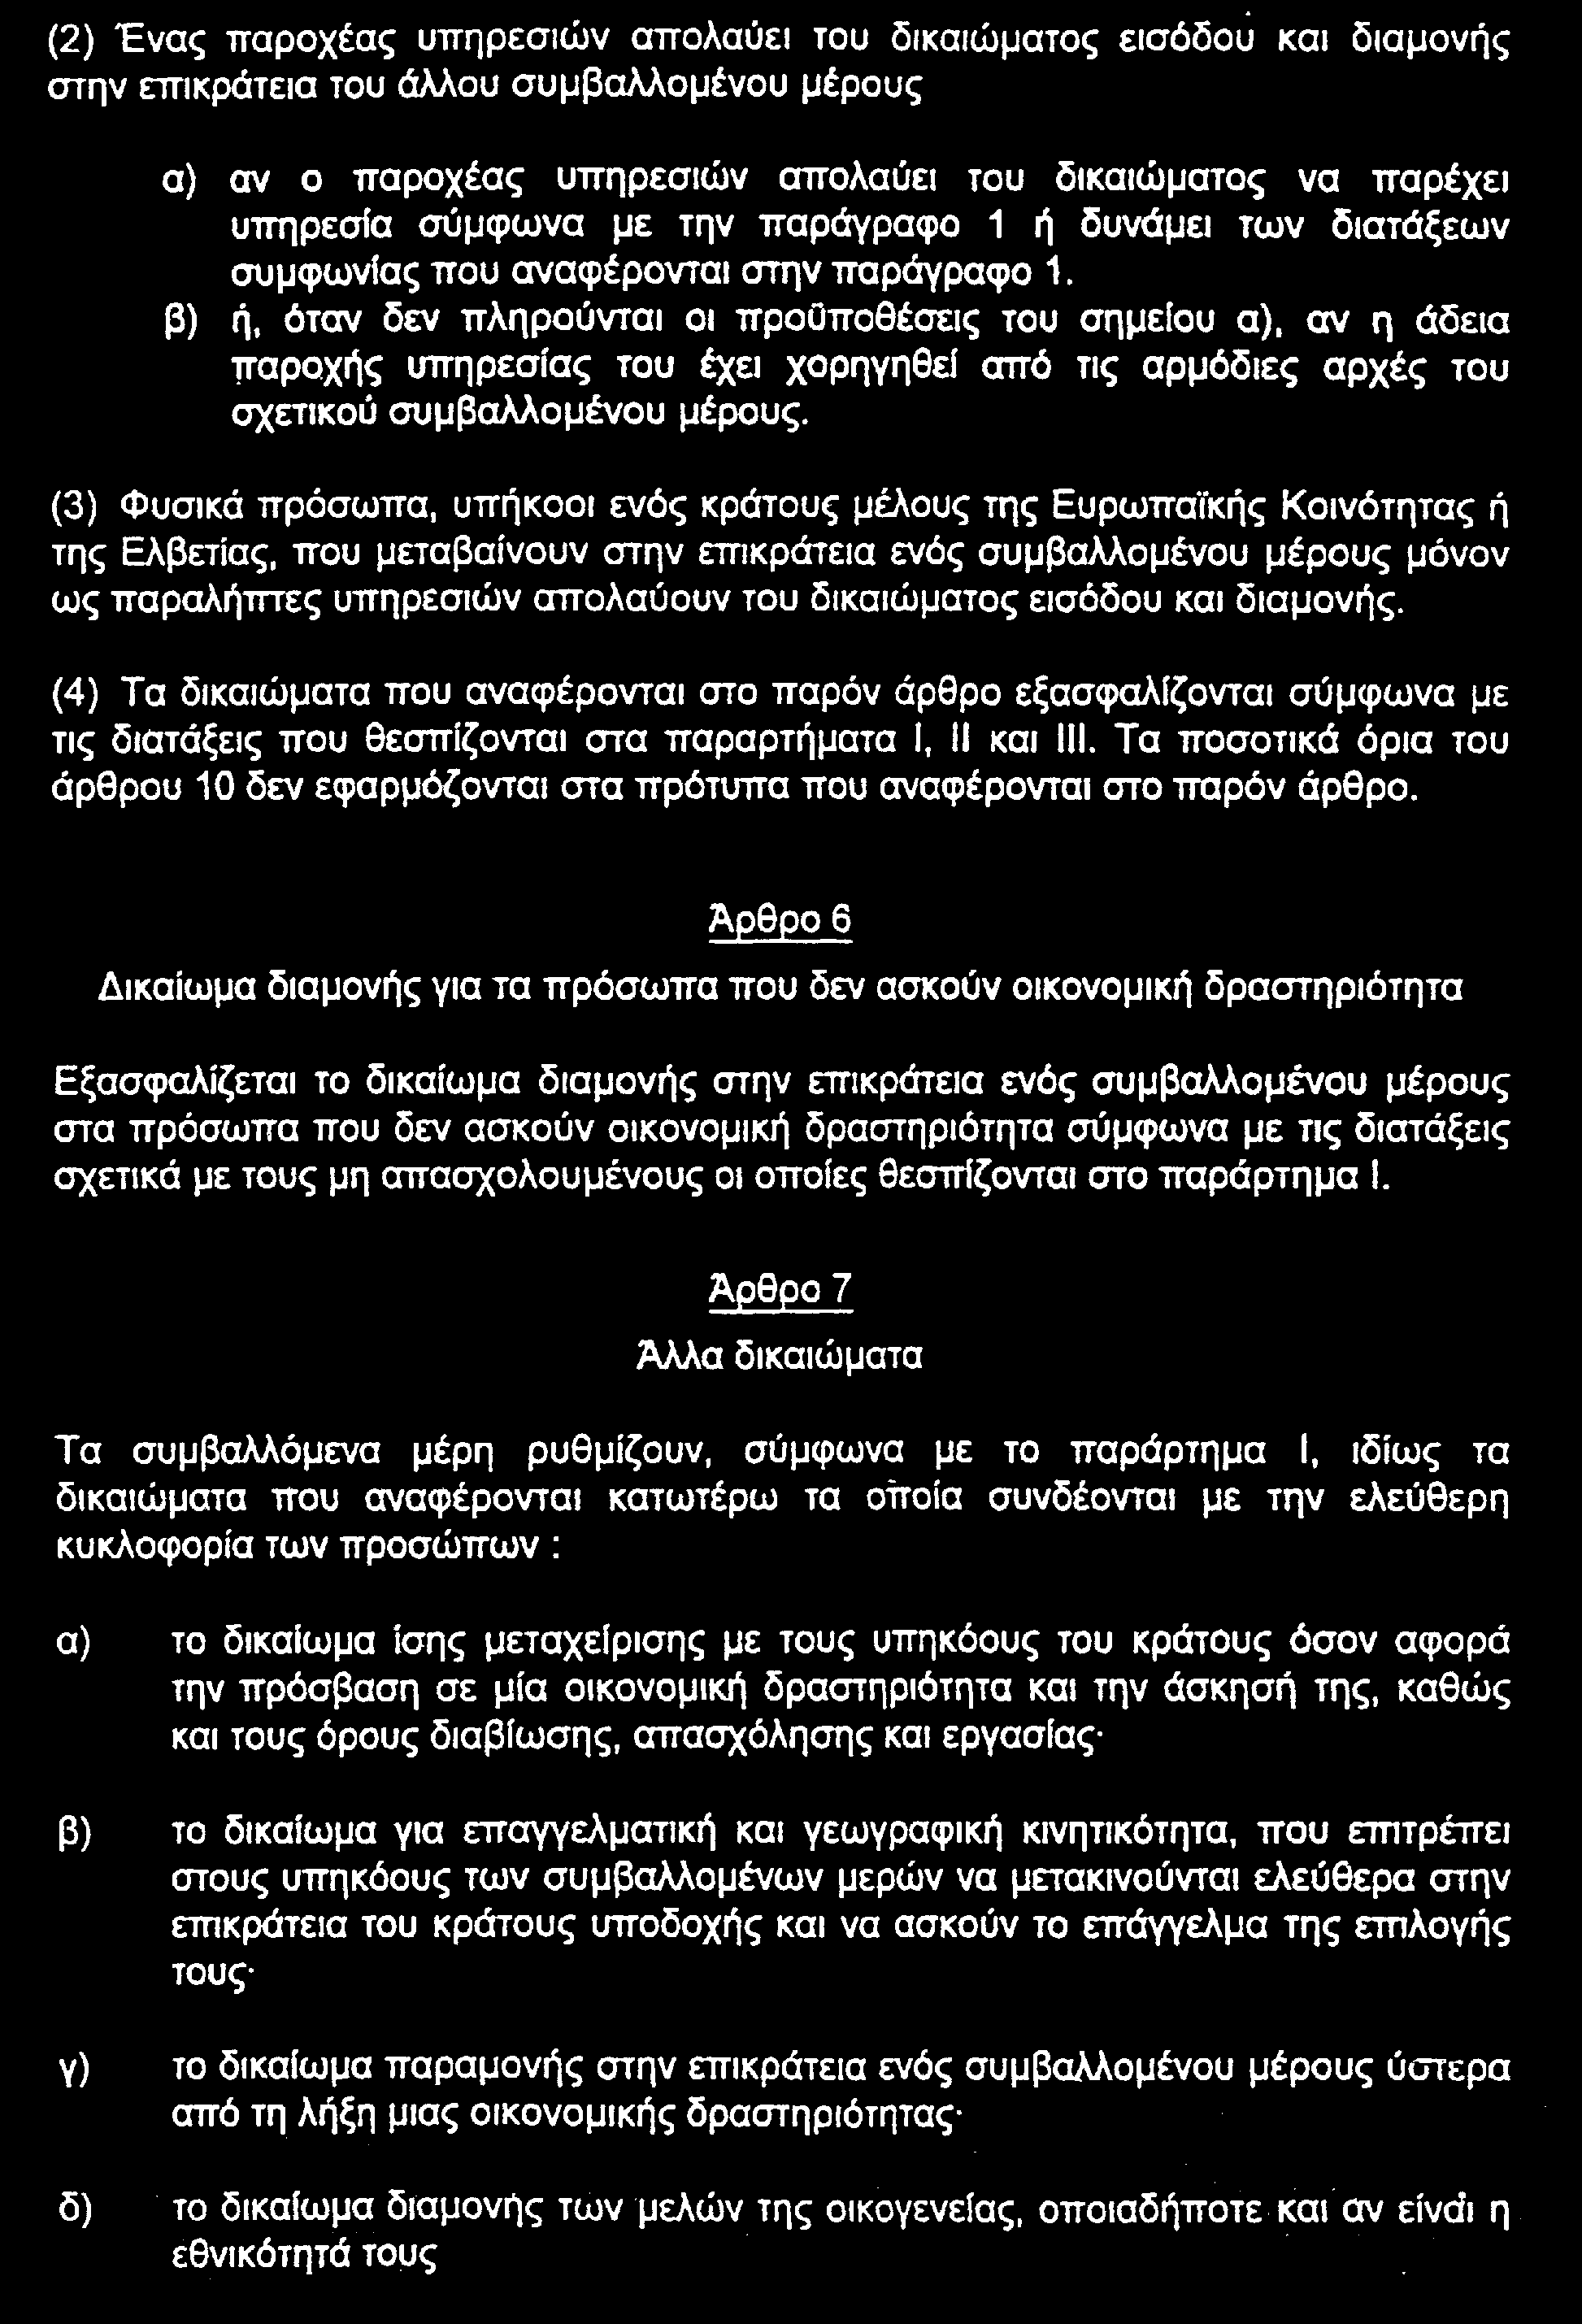 (2) Ένας παροχέας υπηρεσιών απολαύει του δικαιώματος εισόδου και διαμονής
στην επικράτεια του άλλου συμβαλλομένου μέρους
α) αν ο παροχέας υπηρεσιών απολαύει του δικαιώματος να παρέχει
υπηρεσία σύμφωνα με την παράγραφο 1 ή δυνάμει των διατάξεων
συμφωνίας που αναφέρονται στην παράγραφο 1.
β) ή, όταν δεν πληρούνται οι προϋποθέσεις του σημείου α), αν η άδεια
παροχής υπηρεσίας του έχει χορηγηθεί από τις αρμόδιες αρχές του
σχετικού συμβαλλομένου μέρους.
(3) Φυσικά πρόσωπα, υπήκοοι ενός κράτους μέλους της Ευρωπαϊκής Κοινότητας ή
της Ελβετίας, που μεταβαίνουν στην επικράτεια ενός συμβαλλομένου μέρους μόνον
ως παραλήπτες υπηρεσιών απολαύουν του δικαιώματος εισόδου και διαμονής.
(4) Τα δικαιώματα που αναφέρονται στο παρόν άρθρο εξασφαλίζονται σύμφωνα με
τις διατάξεις που θεσπίζονται στα παραρτήματα Ι, ΙΙ και ΙΙΙ. Τα ποσοτικά όρια του
άρθρου 10 δεν εφαρμόζονται στα πρότυπα που αναφέρονται στο παρόν άρθρο.
Άρθρο 6
Δικαίωμα διαμονής για τα πρόσωπα που δεν ασκούν οικονομική δραστηριότητα
Εξασφαλίζεται το δικαίωμα διαμονής στην επικράτεια ενός συμβαλλομένου μέρους
στα πρόσωπα που δεν ασκούν οικονομική δραστηριότητα σύμφωνα με τις διατάξεις
σχετικά με τους μη απασχολουμένους οι οποίες θεσπίζονται στο παράρτημα Ι.
Άρθρο 7
Άλλα δικαιώματα
Τα συμβαλλόμενα μέρη ρυθμίζουν, σύμφωνα με το παράρτημα Ι, ιδίως τα
δικαιώματα που αναφέρονται κατωτέρω τα οποία συνδέονται με την ελεύθερη
κυκλοφορία των προσώπων :
α) το δικαίωμα ίσης μεταχείρισης με τους υπηκόους του κράτους όσον αφορά
την πρόσβαση σε μία οικονομική δραστηριότητα και την άσκησή της, καθώς
και τους όρους διαβίωσης, απασχόλησης και εργασίας·
β) το δικαίωμα για επαγγελματική και γεωγραφική κινητικότητα, που επιτρέπει
στους υπηκόους των συμβαλλομένων μερών να μετακινούνται ελεύθερα στην
επικράτεια του κράτους υποδοχής και να ασκούν το επάγγελμα της επιλογής
τους·
γ) το δικαίωμα παραμονής στην επικράτεια ενός συμβαλλομένου μέρους ύστερα
από τη λήξη μιας οικονομικής δραστηριότητας·
δ) το δικαίωμα διαμονής των μελών της οικογενείας, οποιαδήποτε και αν είναι η
εθνικότητά τους